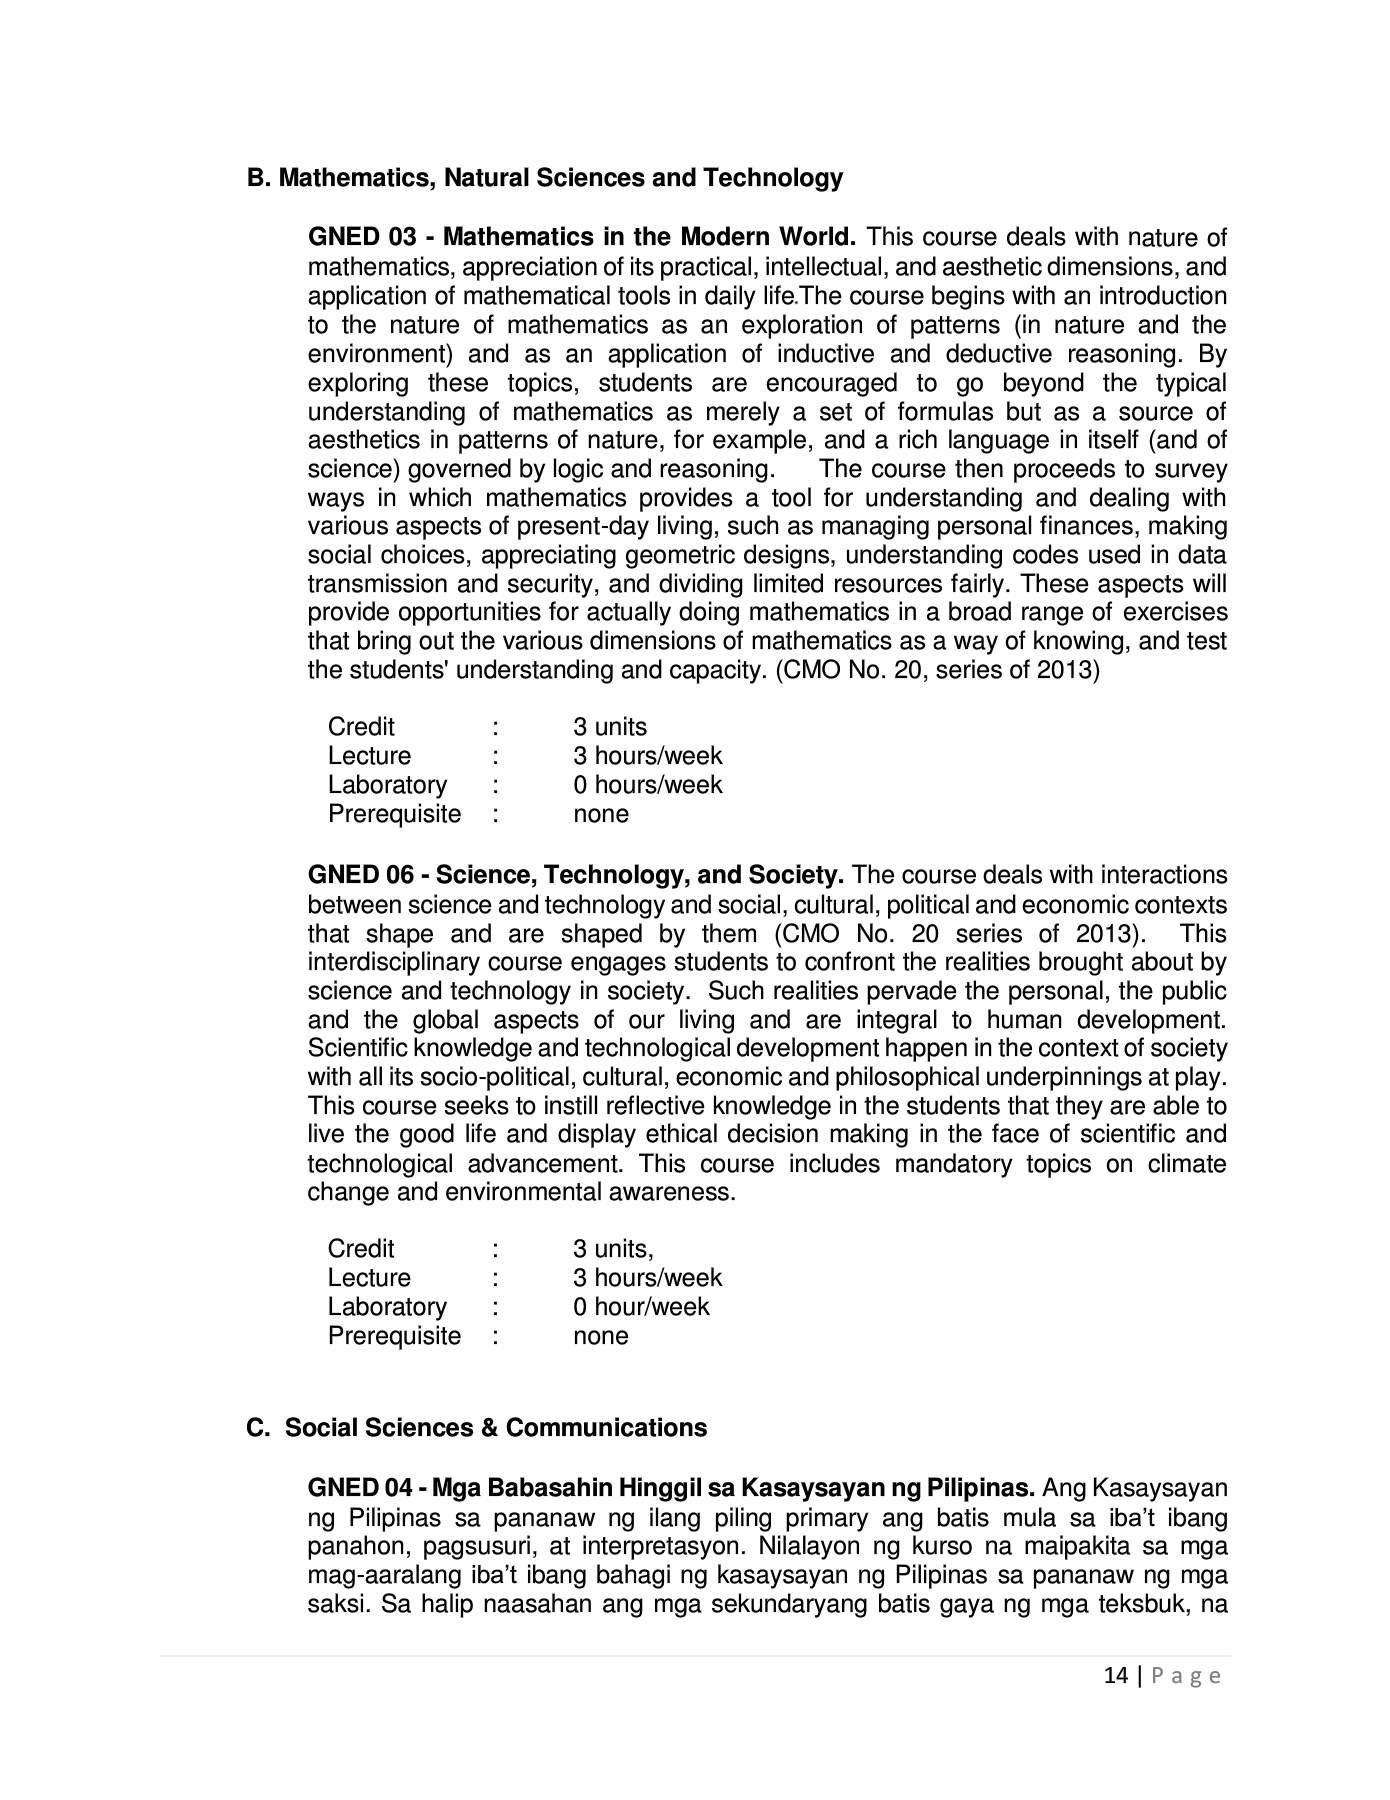 B. Mathematics, Natural Sciences and Technology
GNED 03 - Mathematics in the Modern World. This course deals with nature of
mathematics, appreciation of its practical, intellectual, and aesthetic dimensions, and
application of mathematical tools in daily life.The course begins with an introduction
to the nature of mathematics as an exploration of patterns (in nature and the
environment) and as an application of inductive and deductive reasoning. By
exploring these topics, students are encouraged to go beyond the typical
understanding of mathematics as merely a set of formulas but as a source of
aesthetics in patterns of nature, for example, and a rich language in itself (and of
science) governed by logic and reasoning. The course then proceeds to survey
ways in which mathematics provides a tool for understanding and dealing with
various aspects of present-day living, such as managing personal finances, making
social choices, appreciating geometric designs, understanding codes used in data
transmission and security, and dividing limited resources fairly. These aspects will
provide opportunities for actually doing mathematics in a broad range of exercises
that bring out the various dimensions of mathematics as a way of knowing, and test
the students' understanding and capacity. (CMO No. 20, series of 2013)
Credit : 3 units
Lecture : 3 hours/week
Laboratory : 0 hours/week
Prerequisite : none
GNED 06 - Science, Technology, and Society. The course deals with interactions
between science and technology and social, cultural, political and economic contexts
that shape and are shaped by them (CMO No. 20 series of 2013). This
interdisciplinary course engages students to confront the realities brought about by
science and technology in society. Such realities pervade the personal, the public
and the global aspects of our living and are integral to human development.
Scientific knowledge and technological development happen in the context of society
with all its socio-political, cultural, economic and philosophical underpinnings at play.
This course seeks to instill reflective knowledge in the students that they are able to
live the good life and display ethical decision making in the face of scientific and
technological advancement. This course includes mandatory topics on climate
change and environmental awareness.
Credit : 3 units,
Lecture : 3 hours/week
Laboratory : 0 hour/week
Prerequisite : none
C. Social Sciences & Communications
GNED 04 - Mga Babasahin Hinggil sa Kasaysayan ng Pilipinas. Ang Kasaysayan
ng Pilipinas sa pananaw ng ilang piling primary ang batis mula sa iba’t ibang
panahon, pagsusuri, at interpretasyon. Nilalayon ng kurso na maipakita sa mga
mag-aaralang iba’t ibang bahagi ng kasaysayan ng Pilipinas sa pananaw ng mga
saksi. Sa halip naasahan ang mga sekundaryang batis gaya ng mga teksbuk, na
14 | P a g e